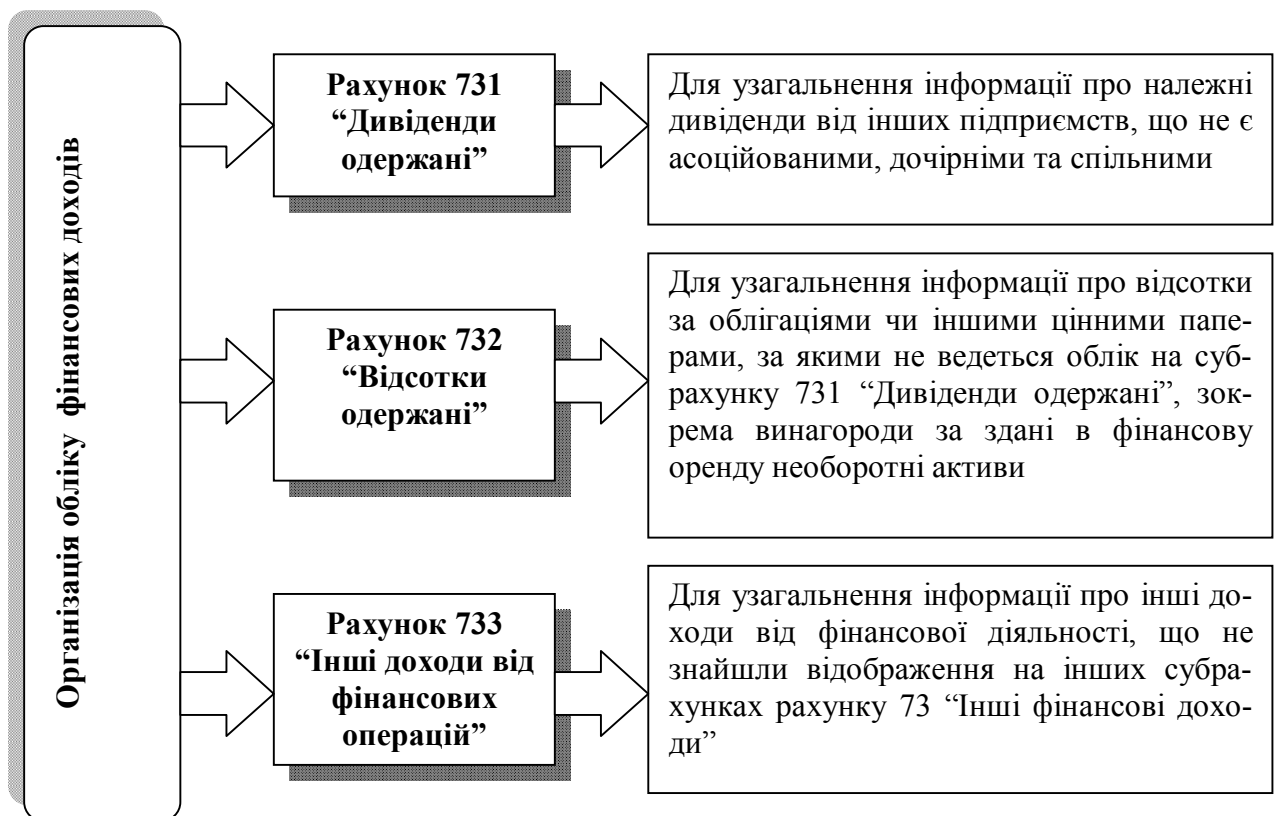 Організація обліку фінансових доходів
Рахунок 731
“Дивіденди
одержані”
Для узагальнення інформації про належні
дивіденди від інших підприємств, що не є
асоційованими, дочірніми та спільними
Рахунок 732
“Відсотки
одержані”
Для узагальнення інформації про відсотки
за облігаціями чи іншими цінними папе-
рами, за якими не ведеться облік на суб-
рахунку 731 “Дивіденди одержані”, зок-
рема винагороди за здані в фінансову
оренду необоротні активи
Рахунок 733
“Інші доходи від
фінансових
операцій”
Для узагальнення інформації про інші до-
ходи від фінансової діяльності, що не
знайшли відображення на інших субра-
хунках рахунку 73 “Інші фінансові дохо-
ди”